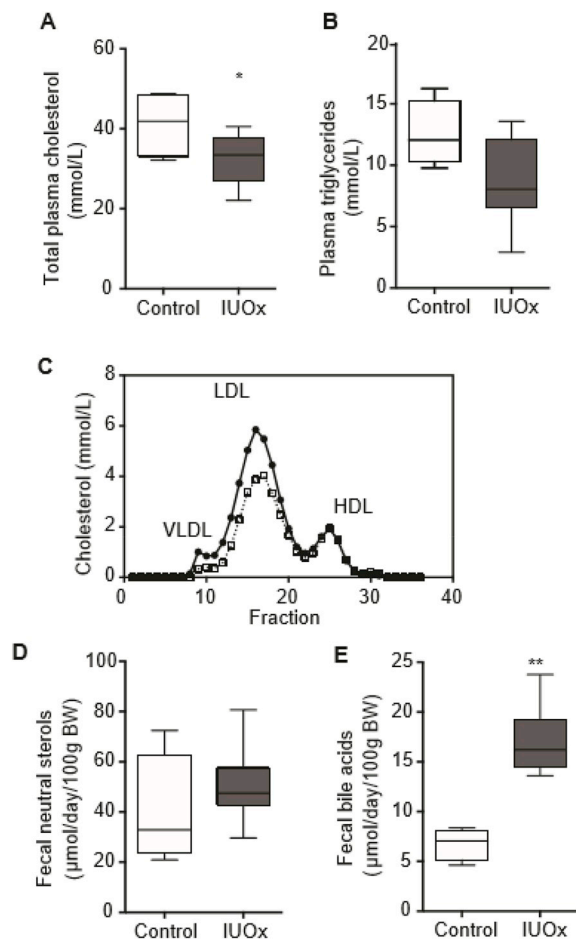 A
Total plasma cholesterol
(mmol/L)
60
40
20
0
*
Control
IUOx
B
Plasma triglycerides
(mmol/L)
20
15
10
5
0
Control
IUOx
C
Cholesterol (mmol/L)
8
6
4
2
0
LDL
VLDL
HDL
0
10
20
30
40
Fraction
D
Fecal neutral sterols
(µmol/day/100g BW)
100
80
60
40
20
0
Control
IUOx
E
Fecal bile acids
(µmol/day/100g BW)
25
20
15
10
5
0
**
Control
IUOx